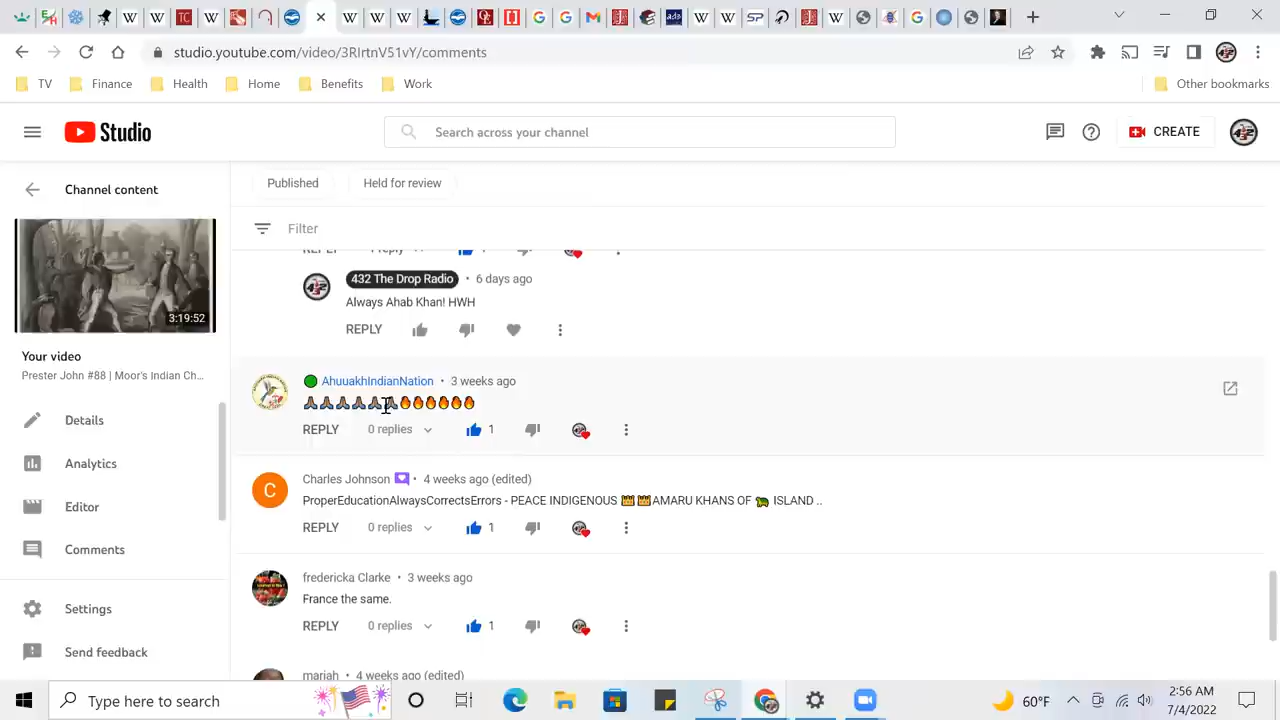 studio.youtube.com/video/3RIrtnV51vY/comments
TV Finance Health Home Benefits Work Other bookmarks
Studio
Search across your channel
CREATE
Channel content
Published Held for review
Filter
3:19:52
Your video
Prester John #88 | Moor's Indian Ch...
Details
Analytics
Editor
Comments
Settings
Send feedback
432 The Drop Radio • 6 days ago
Always Ahab Khan! HWH
REPLY
AhuuakhIndianNation • 3 weeks ago
🙏🏽🙏🏽🙏🏽🙏🏽🙏🏽🙏🏽🔥🔥🔥🔥🔥🔥
REPLY 0 replies 1
Charles Johnson • 4 weeks ago (edited)
ProperEducationAlwaysCorrectsErrors - PEACE INDIGENOUS 👑👑AMARU KHANS OF 🐢 ISLAND ..
REPLY 0 replies 1
fredericka Clarke • 3 weeks ago
France the same.
REPLY 0 replies 1
mariah • 4 weeks ago (edited)
Type here to search
60°F
2:56 AM
7/4/2022